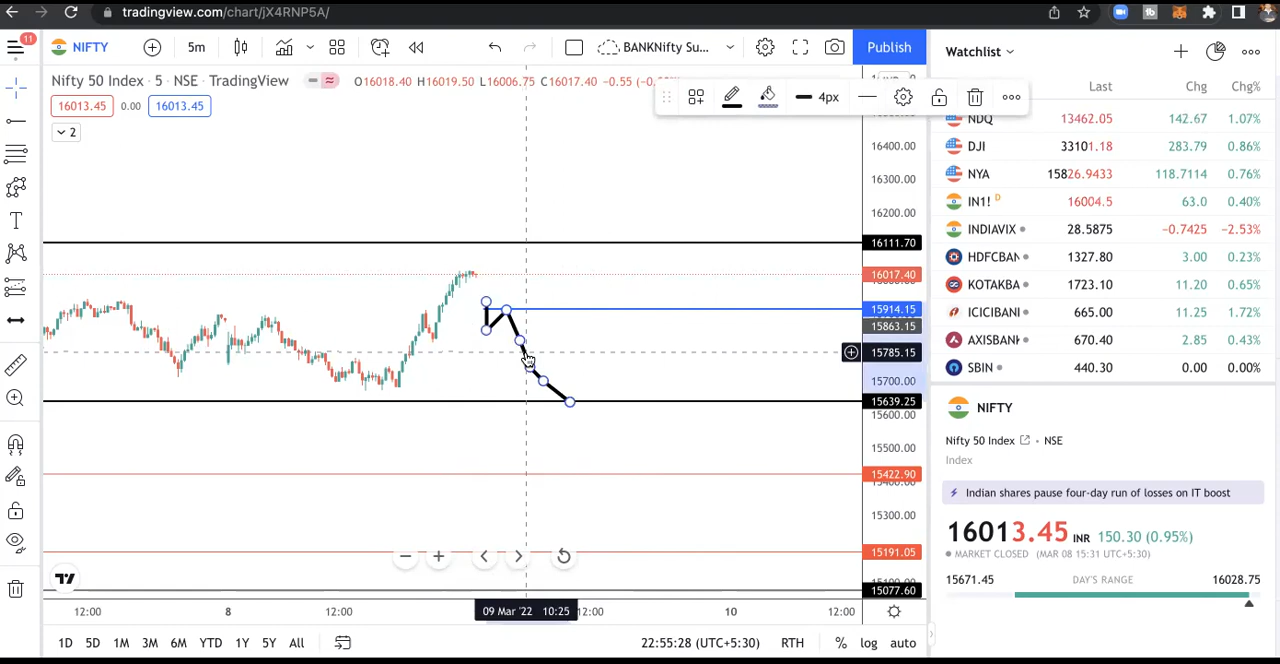 tradingview.com/chart/jX4RNP5A/
11
NIFTY
5m
BANKNifty Su...
Publish
Watchlist
Nifty 50 Index • 5 • NSE • TradingView
O16018.40 H16019.50 L16006.75 C16017.40 -0.55
16013.45 0.00 16013.45
2
4px
Last Chg Chg%
NDQ 13462.05 142.67 1.07%
DJI 33101.18 283.79 0.86%
NYA 15826.9433 118.7114 0.76%
IN1! D 16004.5 63.0 0.40%
INDIAVIX 28.5875 −0.7425 −2.53%
HDFCBAN 1327.80 3.00 0.23%
KOTAKBA 1723.10 11.20 0.65%
ICICIBANI 665.00 11.25 1.72%
AXISBANK 670.40 2.85 0.43%
SBIN 440.30 0.00 0.00%
16400.00
16300.00
16200.00
16111.70
16017.40
15914.15
15863.15
15785.15
15700.00
15639.25
15600.00
15500.00
15422.90
15400.00
15300.00
15191.05
15077.60
NIFTY
Nifty 50 Index • NSE
Index
Indian shares pause four-day run of losses on IT boost
16013.45 INR 150.30 (0.95%)
MARKET CLOSED (MAR 08 15:31 UTC+5:30)
15671.45 DAY'S RANGE 16028.75
12:00 8 12:00 09 Mar '22 10:25 12:00 10 12:00
1D 5D 1M 3M 6M YTD 1Y 5Y All
22:55:28 (UTC+5:30) RTH % log auto